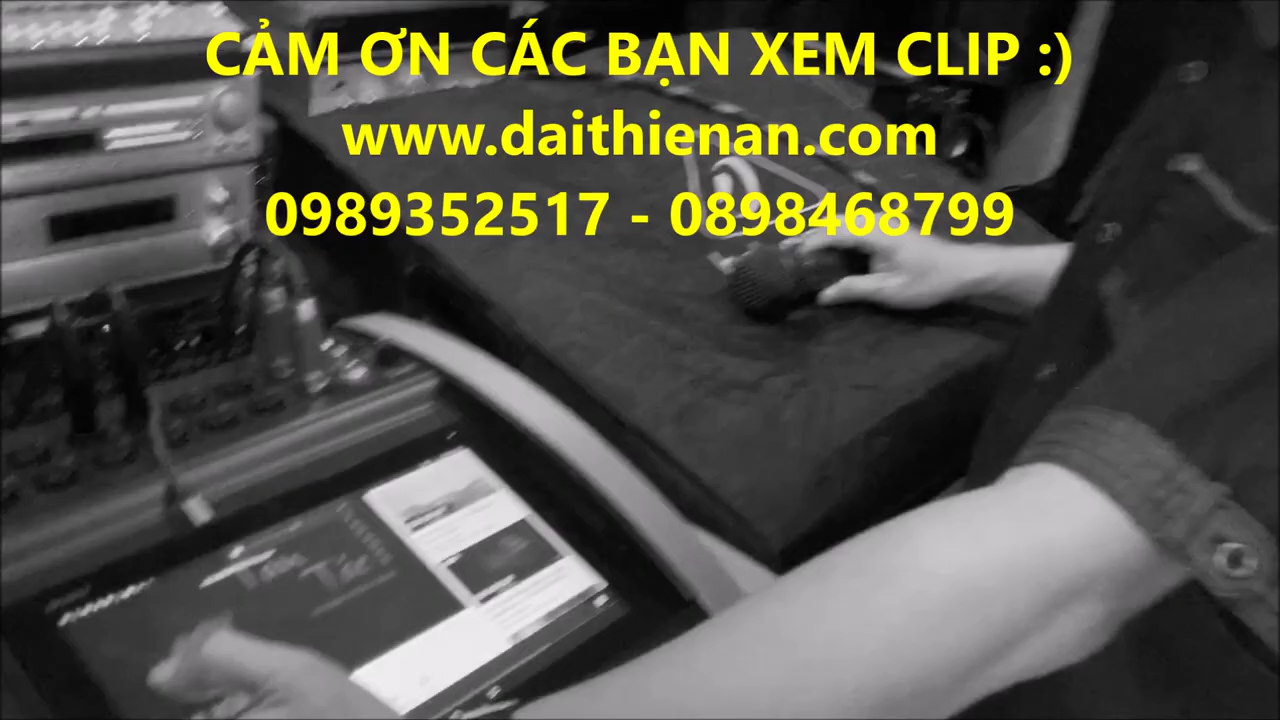 CẢM ƠN CÁC BẠN XEM CLIP :)
www.daithienan.com
0989352517 - 0898468799